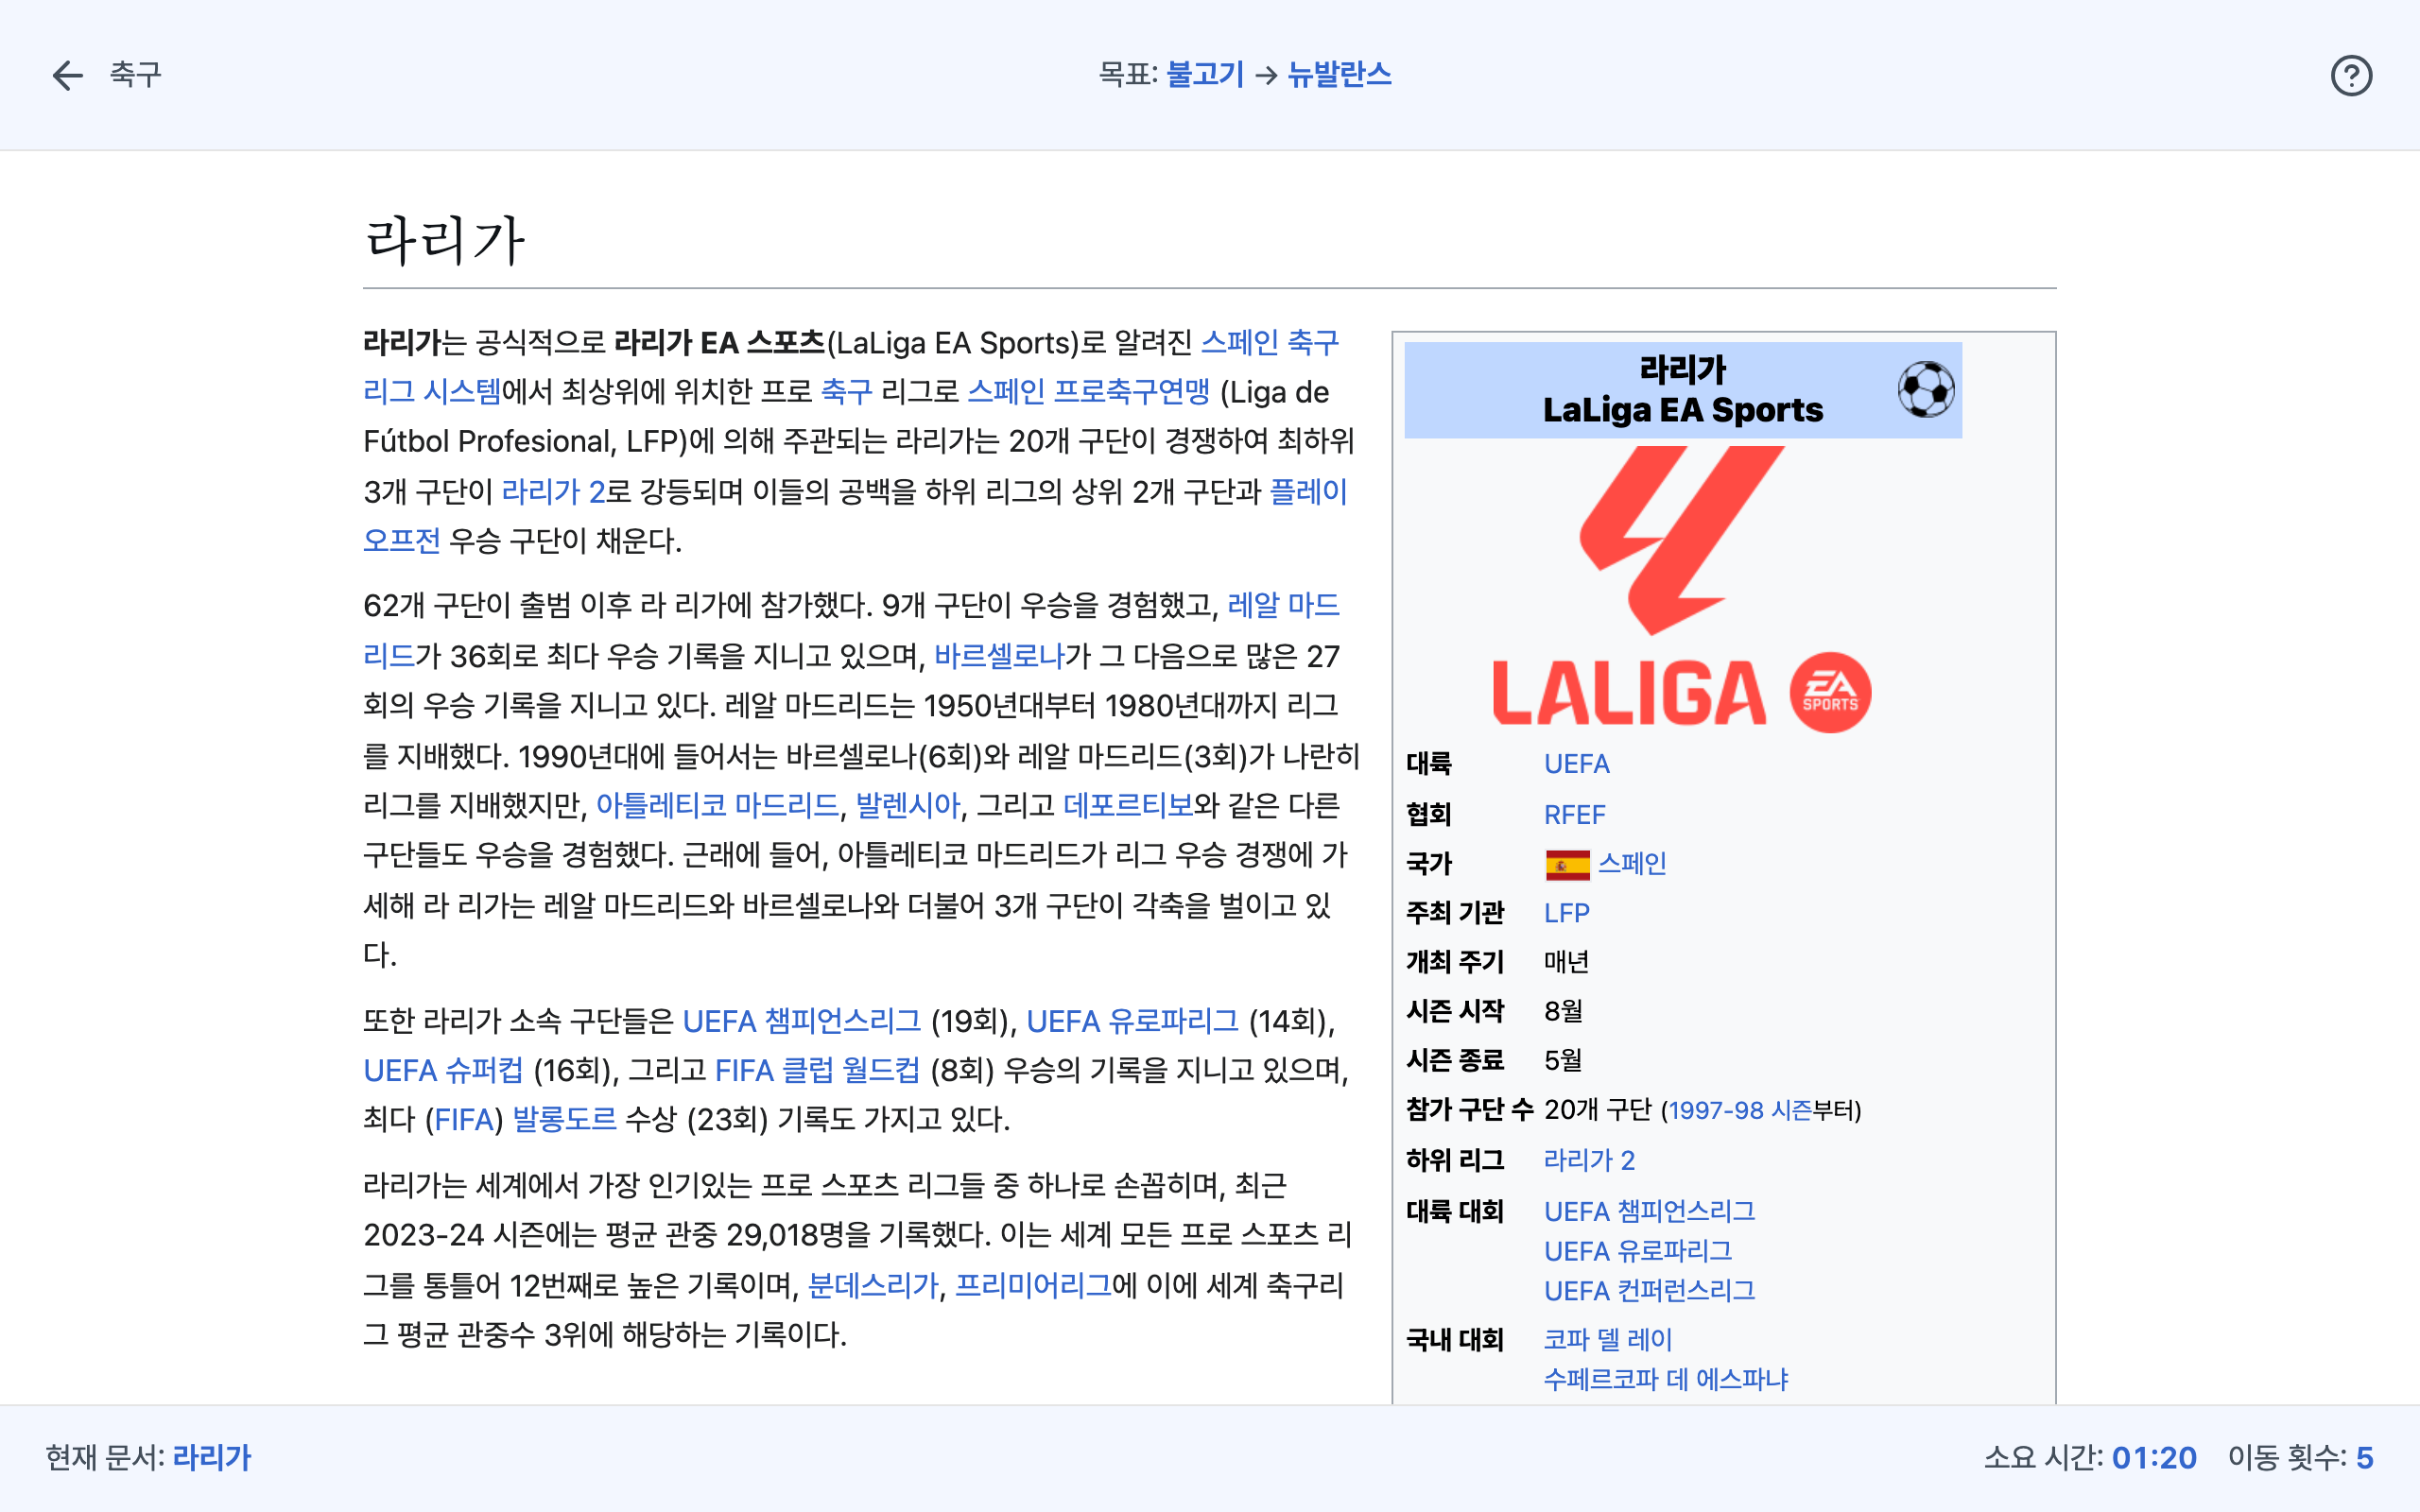 축구
목표: 불고기 → 뉴발란스
라리가
라리가는 공식적으로 라리가 EA 스포츠(LaLiga EA Sports)로 알려진 스페인 축구
리그 시스템에서 최상위에 위치한 프로 축구 리그로 스페인 프로축구연맹 (Liga de
Fútbol Profesional, LFP)에 의해 주관되는 라리가는 20개 구단이 경쟁하여 최하위
3개 구단이 라리가 2로 강등되며 이들의 공백을 하위 리그의 상위 2개 구단과 플레이
오프전 우승 구단이 채운다.
62개 구단이 출범 이후 라 리가에 참가했다. 9개 구단이 우승을 경험했고, 레알 마드
리드가 36회로 최다 우승 기록을 지니고 있으며, 바르셀로나가 그 다음으로 많은 27
회의 우승 기록을 지니고 있다. 레알 마드리드는 1950년대부터 1980년대까지 리그
를 지배했다. 1990년대에 들어서는 바르셀로나(6회)와 레알 마드리드(3회)가 나란히
리그를 지배했지만, 아틀레티코 마드리드, 발렌시아, 그리고 데포르티보와 같은 다른
구단들도 우승을 경험했다. 근래에 들어, 아틀레티코 마드리드가 리그 우승 경쟁에 가
세해 라 리가는 레알 마드리드와 바르셀로나와 더불어 3개 구단이 각축을 벌이고 있
다.
또한 라리가 소속 구단들은 UEFA 챔피언스리그 (19회), UEFA 유로파리그 (14회),
UEFA 슈퍼컵 (16회), 그리고 FIFA 클럽 월드컵 (8회) 우승의 기록을 지니고 있으며,
최다 (FIFA) 발롱도르 수상 (23회) 기록도 가지고 있다.
라리가는 세계에서 가장 인기있는 프로 스포츠 리그들 중 하나로 손꼽히며, 최근
2023-24 시즌에는 평균 관중 29,018명을 기록했다. 이는 세계 모든 프로 스포츠 리
그를 통틀어 12번째로 높은 기록이며, 분데스리가, 프리미어리그에 이에 세계 축구리
그 평균 관중수 3위에 해당하는 기록이다.
라리가
LaLiga EA Sports
LALIGA EA SPORTS
대륙 UEFA
협회 RFEF
국가 스페인
주최 기관 LFP
개최 주기 매년
시즌 시작 8월
시즌 종료 5월
참가 구단 수 20개 구단 (1997-98 시즌부터)
하위 리그 라리가 2
대륙 대회 UEFA 챔피언스리그
UEFA 유로파리그
UEFA 컨퍼런스리그
국내 대회 코파 델 레이
수페르코파 데 에스파냐
현재 문서: 라리가
소요 시간: 01:20 이동 횟수: 5